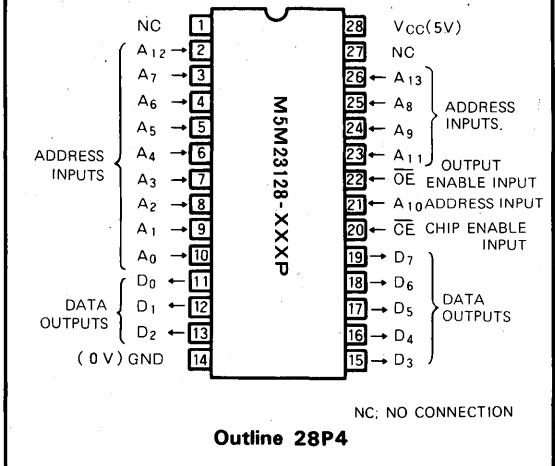 NC 1
A12 → 2
A7 → 3
A6 → 4
A5 → 5
A4 → 6
A3 → 7
A2 → 8
A1 → 9
A0 → 10
D0 ← 11
D1 ← 12
D2 ← 13
(0V) GND 14
ADDRESS
INPUTS
DATA
OUTPUTS
M5M23128-XXXP
28 VCC(5V)
27 NC
26 ← A13
25 ← A8
24 ← A9
23 ← A11
22 ← O̅E̅ OUTPUT
ENABLE INPUT
21 ← A10 ADDRESS INPUT
20 ← C̅E̅ CHIP ENABLE
INPUT
19 → D7
18 → D6
17 → D5
16 → D4
15 → D3
ADDRESS
INPUTS.
DATA
OUTPUTS
NC; NO CONNECTION
Outline 28P4